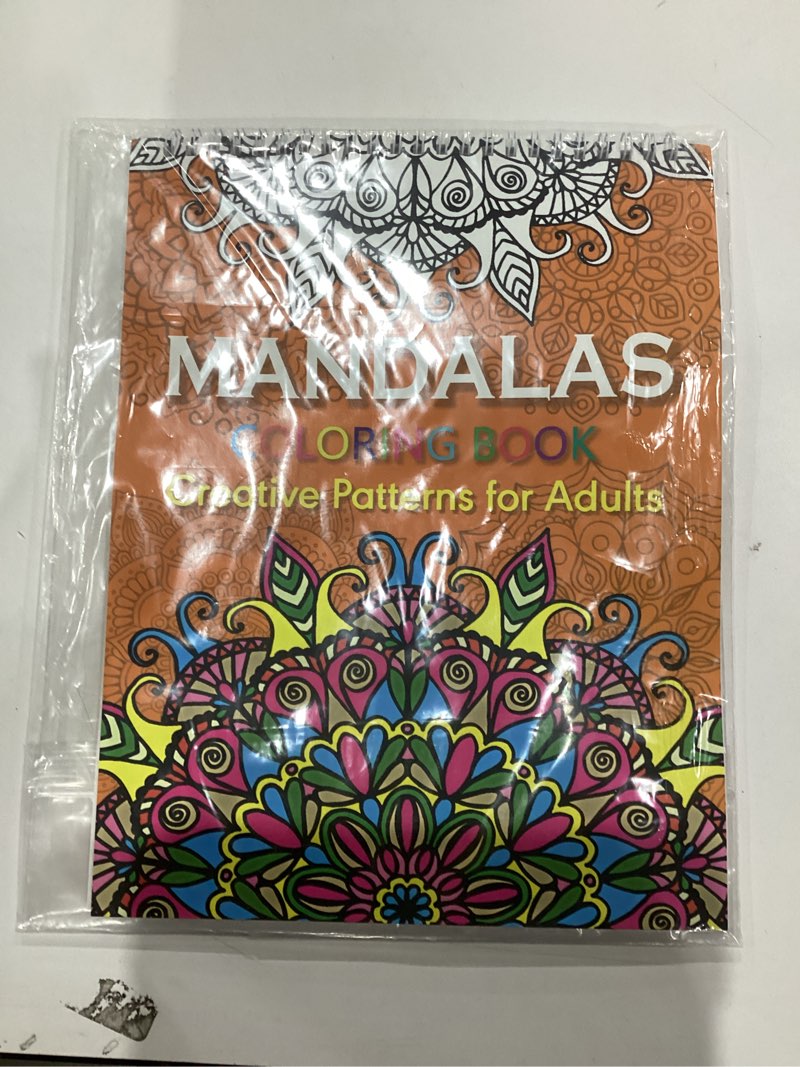 MANDALAS
COLORING BOOK
Creative Patterns for Adults